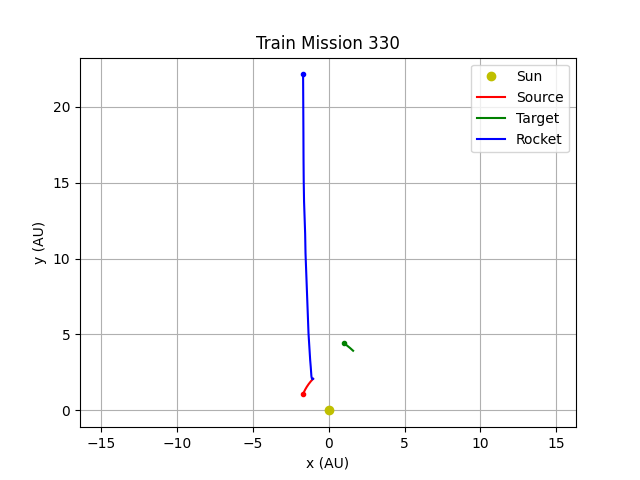 Train Mission 330
Sun
Source
Target
Rocket
20
15
10
5
0
y (AU)
−15 −10 −5 0 5 10 15
x (AU)